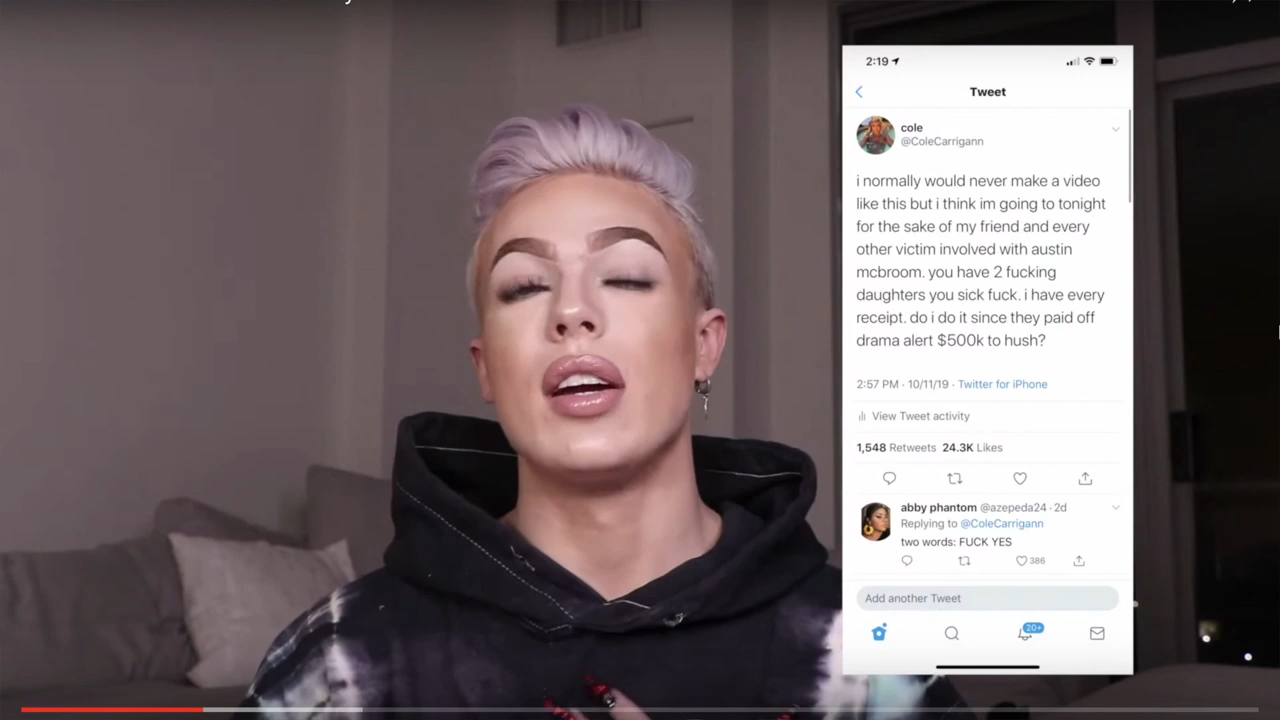 2:19
Tweet
cole
@ColeCarrigann
i normally would never make a video
like this but i think im going to tonight
for the sake of my friend and every
other victim involved with austin
mcbroom. you have 2 fucking
daughters you sick fuck. i have every
receipt. do i do it since they paid off
drama alert $500k to hush?
2:57 PM · 10/11/19 · Twitter for iPhone
View Tweet activity
1,548 Retweets 24.3K Likes
abby phantom @azepeda24 · 2d
Replying to @ColeCarrigann
two words: FUCK YES
386
Add another Tweet
20+